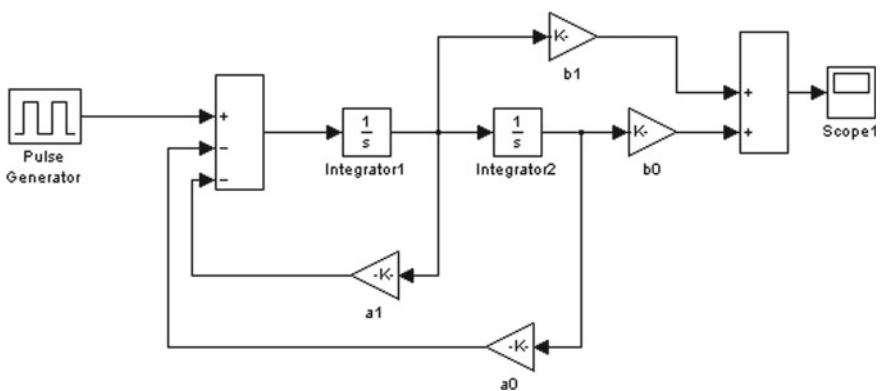 K-
b1
+
+
Scope1
Pulse
Generator
+
−
−
1
s
Integrator1
1
s
Integrator2
K-
b0
-K-
a1
-K-
a0